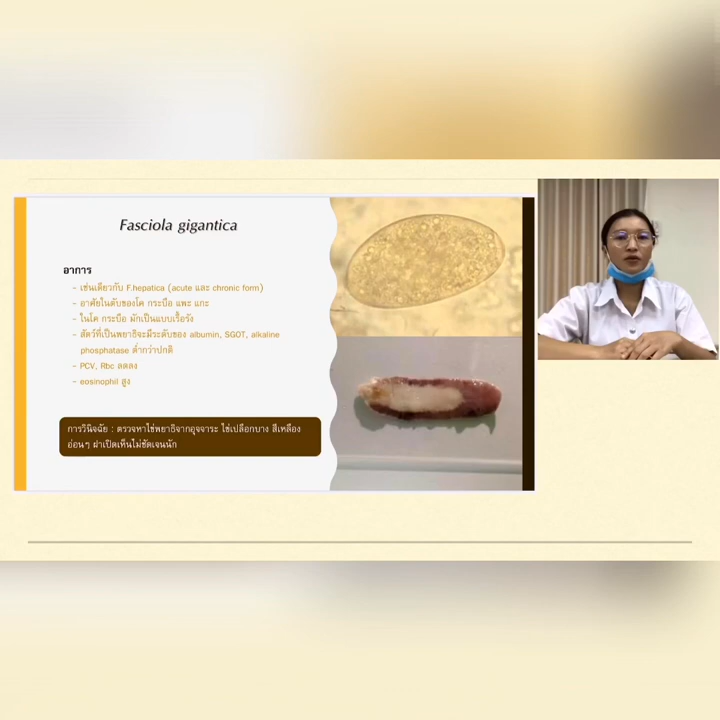 Fasciola gigantica
อาการ
- เช่นเดียวกับ F.hepatica (acute และ chronic form)
- อาศัยในตับของโค กระบือ แพะ แกะ
- ในโค กระบือ มักเป็นแบบเรื้อรัง
- สัตว์ที่เป็นพยาธิจะมีระดับของ albumin, SGOT, alkaline
phosphatase ต่ำกว่าปกติ
- PCV, Rbc ลดลง
- eosinophil สูง
การวินิจฉัย : ตรวจหาไข่พยาธิจากอุจจาระ ไข่เปลือกบาง สีเหลือง
อ่อนๆ ฝาเปิดเห็นไม่ชัดเจนนัก